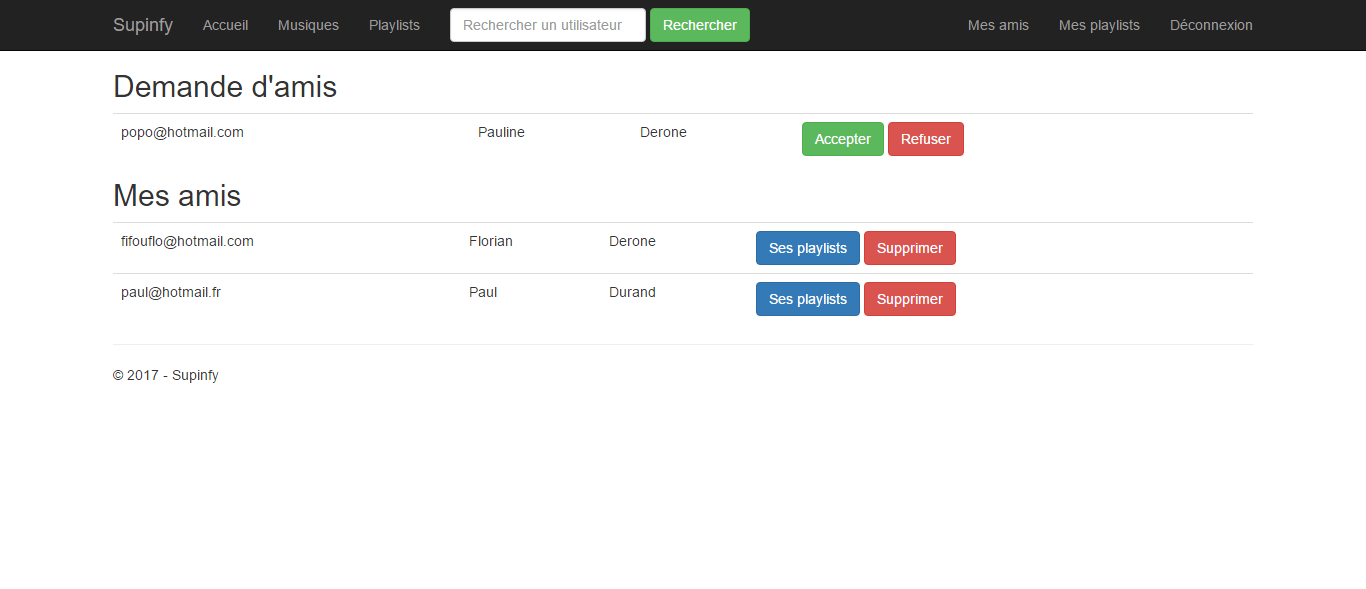 Supinfy Accueil Musiques Playlists Rechercher un utilisateur Rechercher Mes amis Mes playlists Déconnexion
Demande d'amis
popo@hotmail.com Pauline Derone Accepter Refuser
Mes amis
fifouflo@hotmail.com Florian Derone Ses playlists Supprimer
paul@hotmail.fr Paul Durand Ses playlists Supprimer
© 2017 - Supinfy